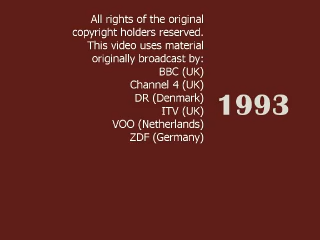 All rights of the original
copyright holders reserved.
This video uses material
originally broadcast by:
BBC (UK)
Channel 4 (UK)
DR (Denmark)
ITV (UK)
VOO (Netherlands)
ZDF (Germany)
1993